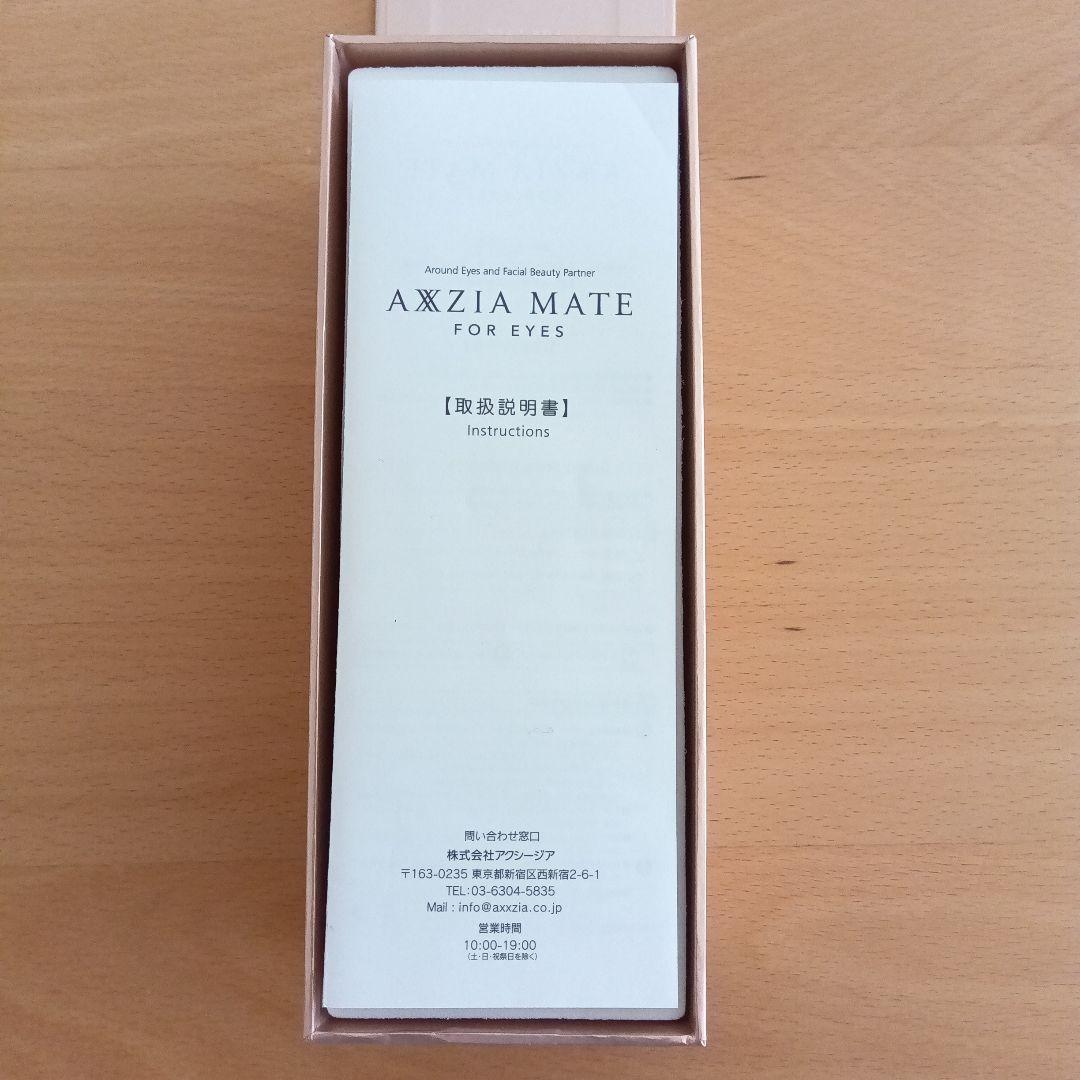 Around Eyes and Facial Beauty Partner
AXXZIA MATE
FOR EYES
【取扱説明書】
Instructions
問い合わせ窓口
株式会社アクシージア
〒163-0235 東京都新宿区西新宿2-6-1
TEL:03-6304-5835
Mail : info@axxzia.co.jp
営業時間
10:00-19:00
(土・日・祝祭日を除く)